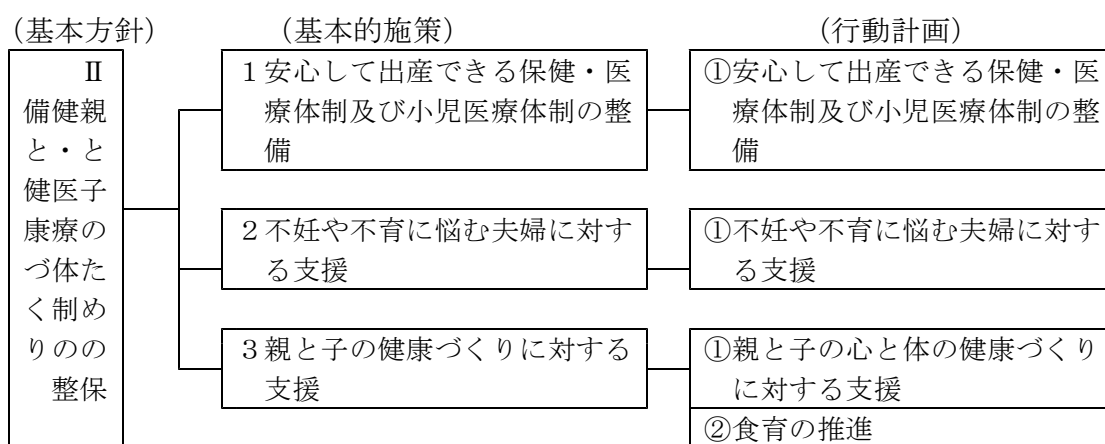 (基本方針)
(基本的施策)
(行動計画)
Ⅱ
親と子のための保
健・医療体制の整
備と健康づくり
1安心して出産できる保健・医
療体制及び小児医療体制の整
備
①安心して出産できる保健・医
療体制及び小児医療体制の整
備
2不妊や不育に悩む夫婦に対す
る支援
①不妊や不育に悩む夫婦に対す
る支援
3親と子の健康づくりに対する
支援
①親と子の心と体の健康づくり
に対する支援
②食育の推進